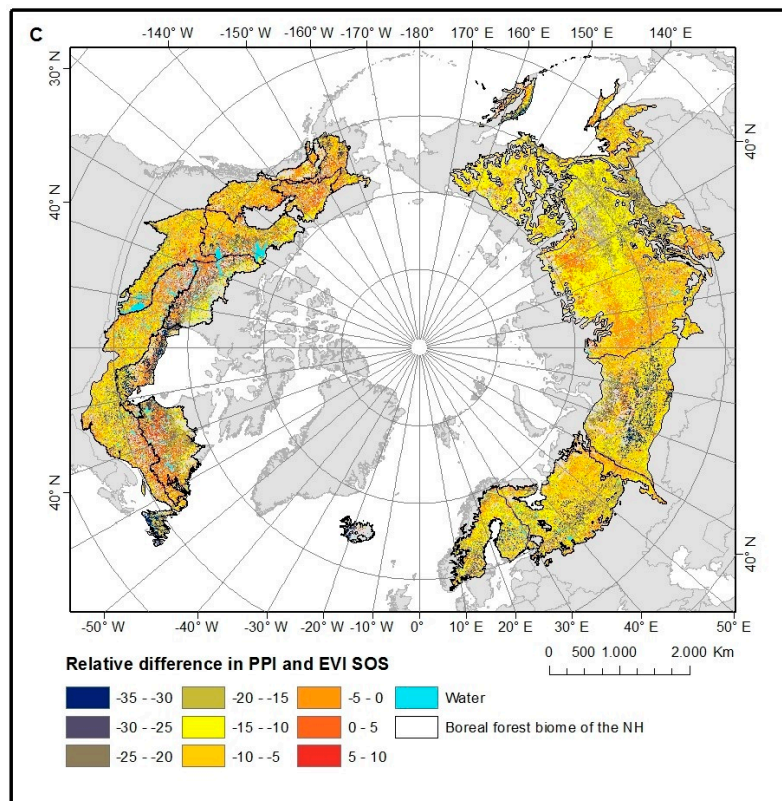 C
-140° W -150° W -160° W -170° W -180° 170° E 160° E 150° E 140° E
30° N
40° N
40° N
40° N
40° N
-50° W -40° W -30° W -20° W -10° W 0° 10° E 20° E 30° E 40° E 50° E
0 500 1.000 2.000 Km
Relative difference in PPI and EVI SOS
-35 - -30 -20 - -15 -5 - 0 Water
-30 - -25 -15 - -10 0 - 5 Boreal forest biome of the NH
-25 - -20 -10 - -5 5 - 10